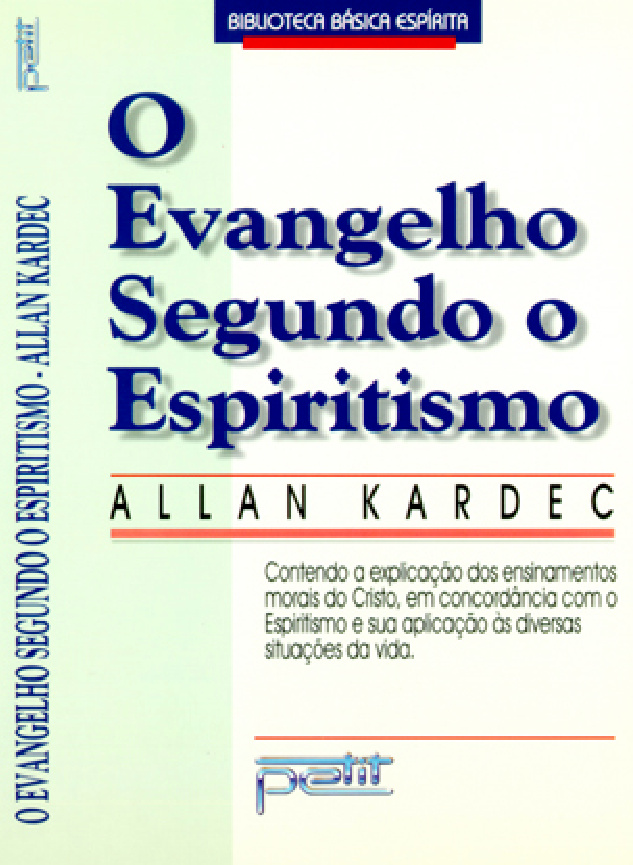 BIBLIOTECA BÁSICA ESPÍRITA
O
Evangelho
Segundo o
Espiritismo
ALLAN KARDEC
Contendo a explicação dos ensinamentos
morais do Cristo, em concordância com o
Espiritismo e sua aplicação às diversas
situações da vida.
petit
petit
O EVANGELHO SEGUNDO O ESPIRITISMO - ALLAN KARDEC